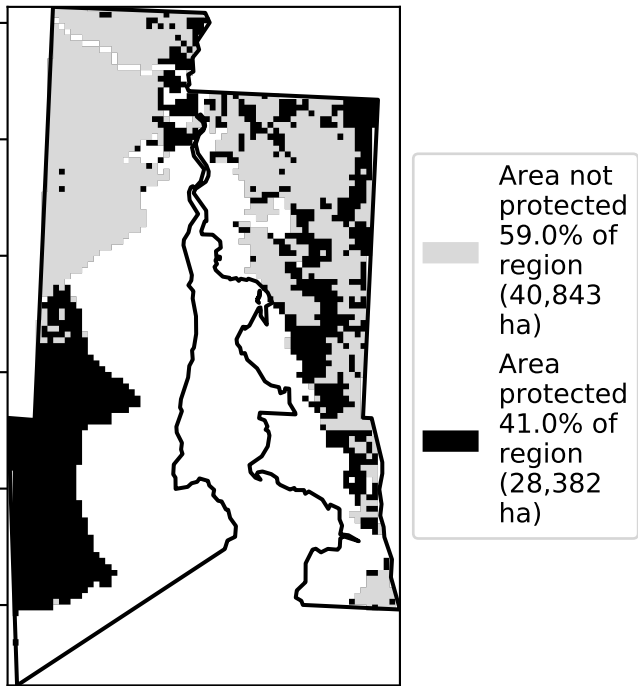 Area not
protected
59.0% of
region
(40,843
ha)
Area
protected
41.0% of
region
(28,382
ha)